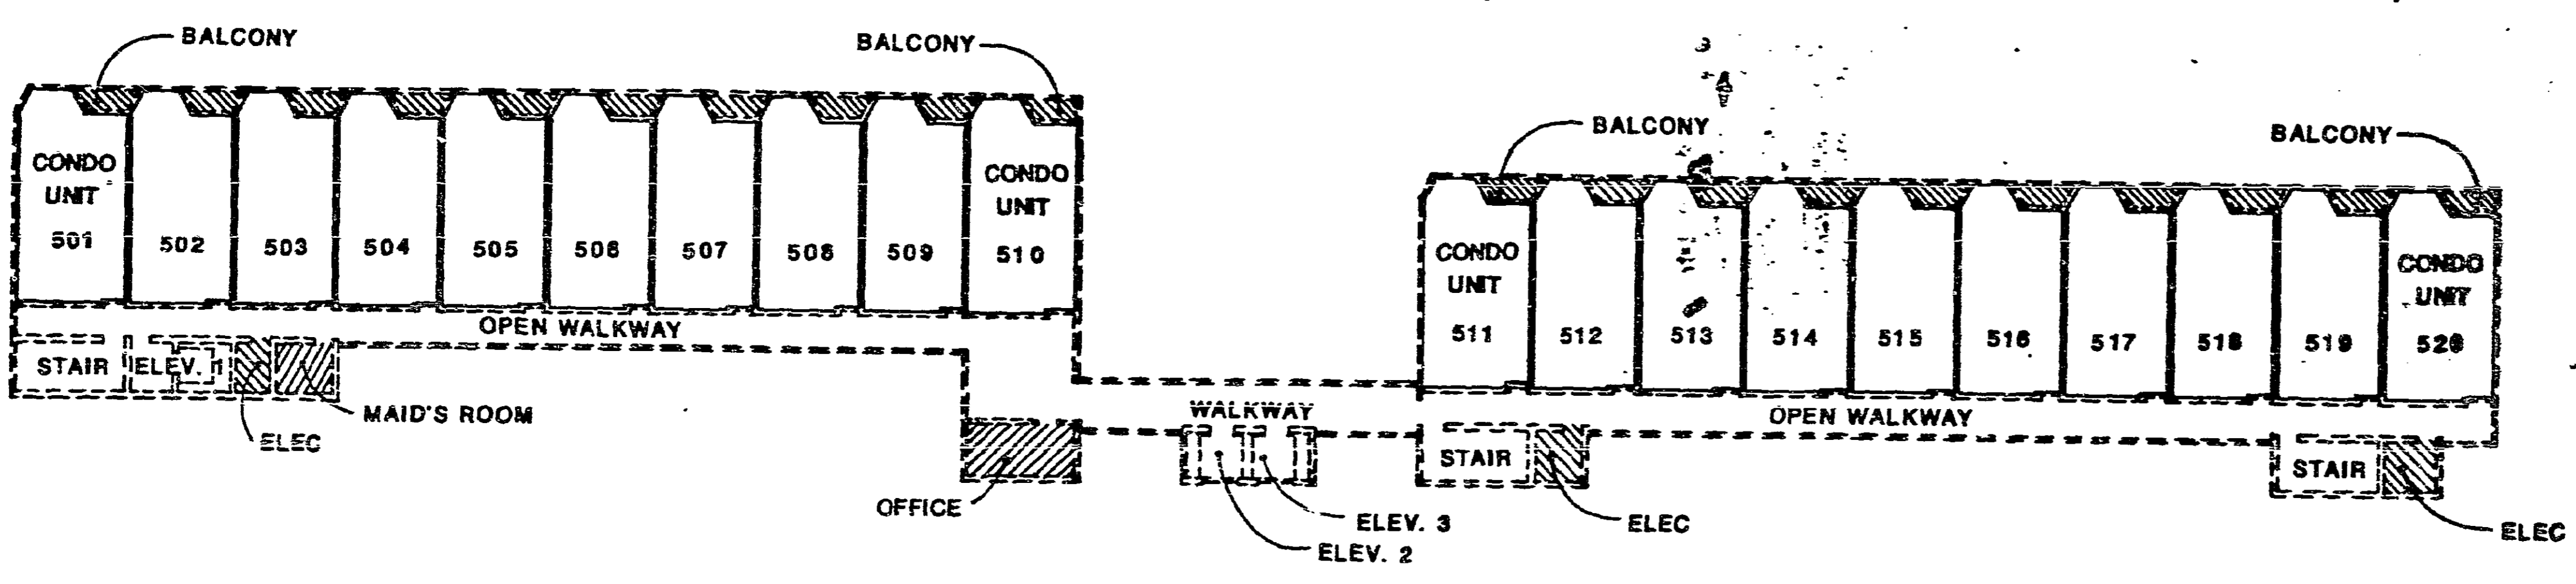 BALCONY
BALCONY
BALCONY
BALCONY
CONDO
UNIT
501
502
503
504
505
506
507
508
509
CONDO
UNIT
510
CONDO
UNIT
511
512
513
514
515
516
517
518
519
CONDO
UNIT
520
OPEN WALKWAY
STAIR
ELEV. 1
MAID'S ROOM
ELEC
OFFICE
WALKWAY
ELEV. 3
ELEV. 2
OPEN WALKWAY
STAIR
ELEC
STAIR
ELEC